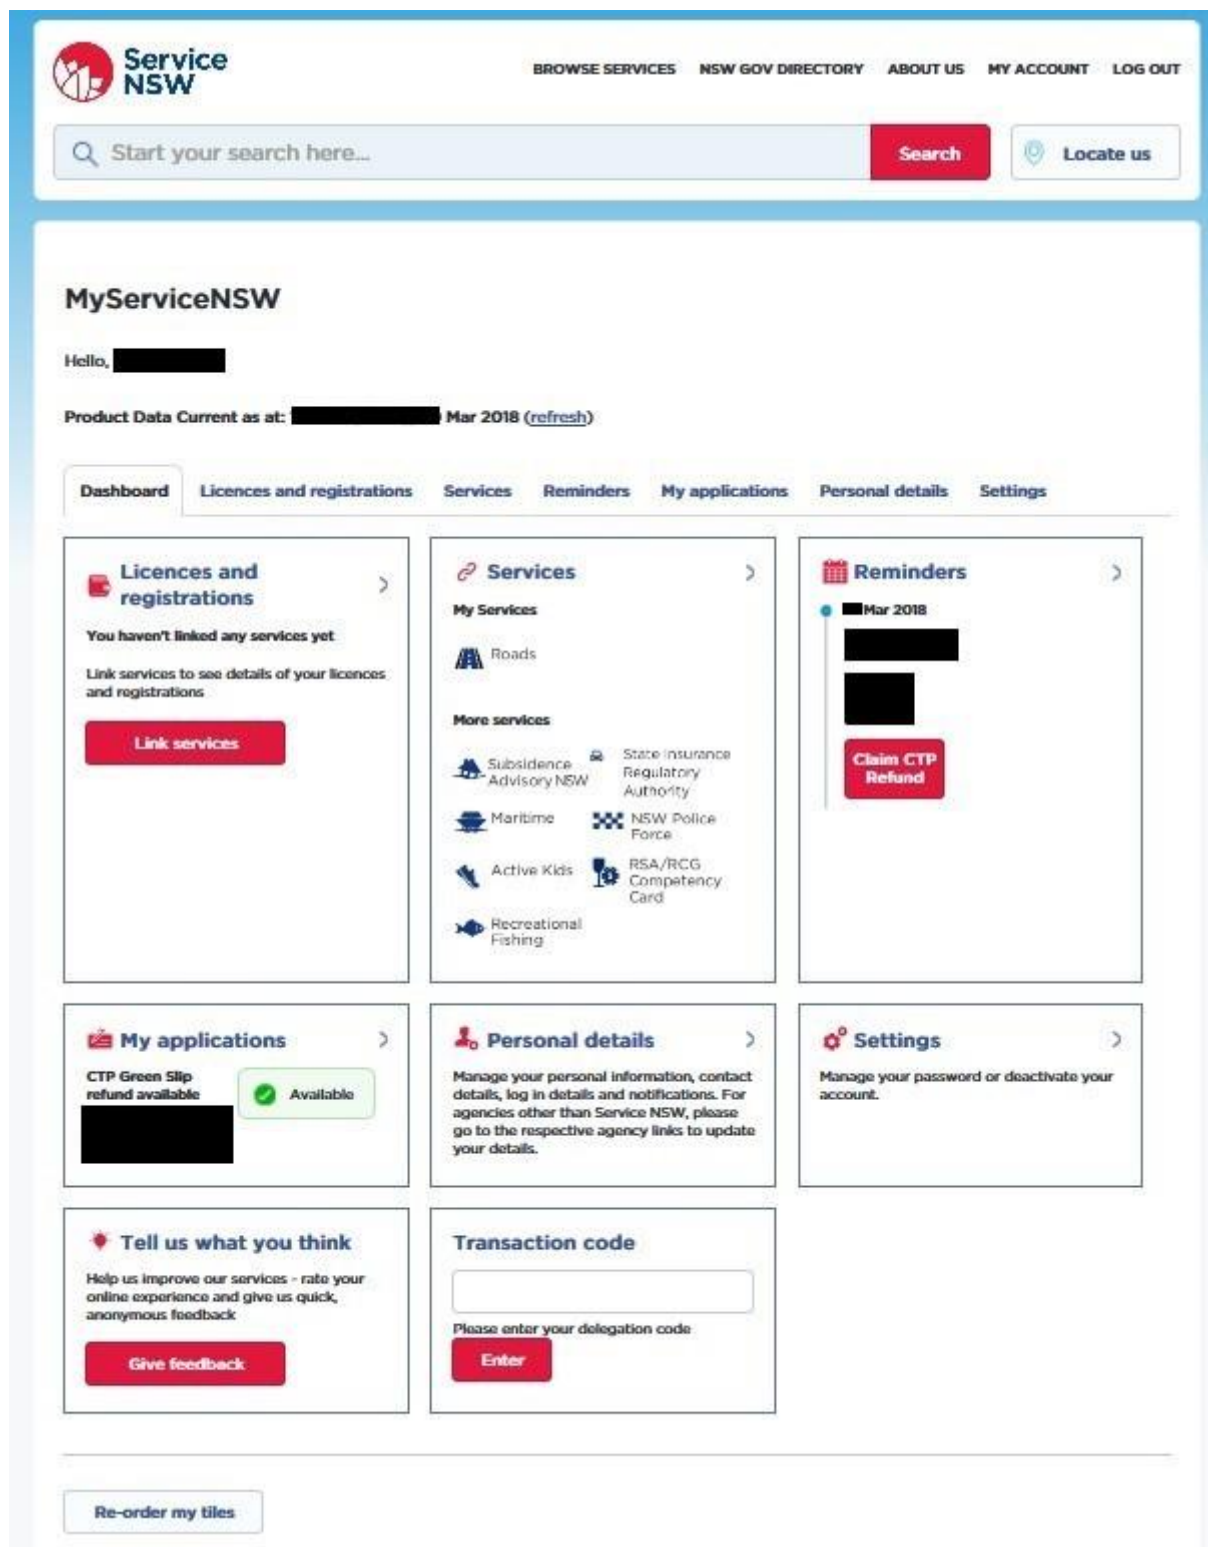 Service
NSW
BROWSE SERVICES NSW GOV DIRECTORY ABOUT US MY ACCOUNT LOG OUT
Start your search here...
Search
Locate us
MyServiceNSW
Hello,
Product Data Current as at: Mar 2018 (refresh)
Dashboard Licences and registrations Services Reminders My applications Personal details Settings
Licences and
registrations
You haven't linked any services yet
Link services to see details of your licences
and registrations
Link services
Services
My Services
Roads
More services
Subsidence
Advisory NSW
State Insurance
Regulatory
Authority
Maritime
NSW Police
Force
Active Kids
RSA/RCG
Competency
Card
Recreational
Fishing
Reminders
Mar 2018
Claim CTP
Refund
My applications
CTP Green Slip
refund available
Available
Personal details
Manage your personal information, contact
details, log in details and notifications. For
agencies other than Service NSW, please
go to the respective agency links to update
your details.
Settings
Manage your password or deactivate your
account.
Tell us what you think
Help us improve our services - rate your
online experience and give us quick,
anonymous feedback
Give feedback
Transaction code
Please enter your delegation code
Enter
Re-order my tiles